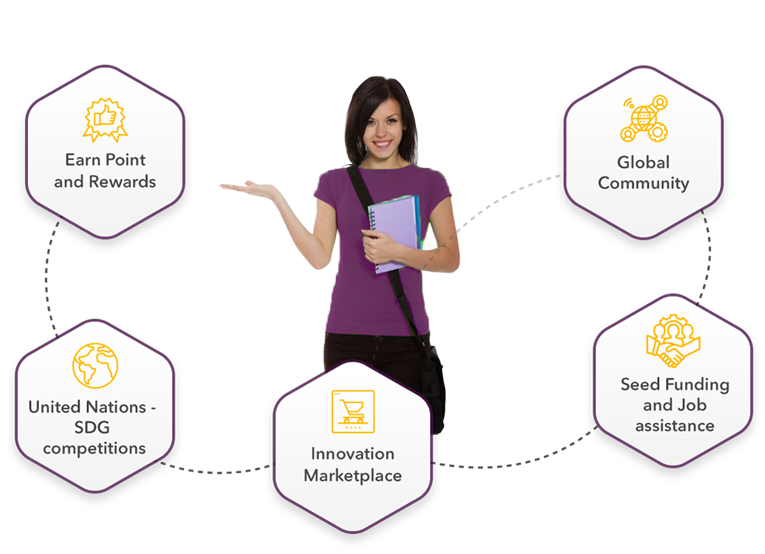 Earn Point
and Rewards
Global
Community
United Nations -
SDG
competitions
Innovation
Marketplace
Seed Funding
and Job
assistance